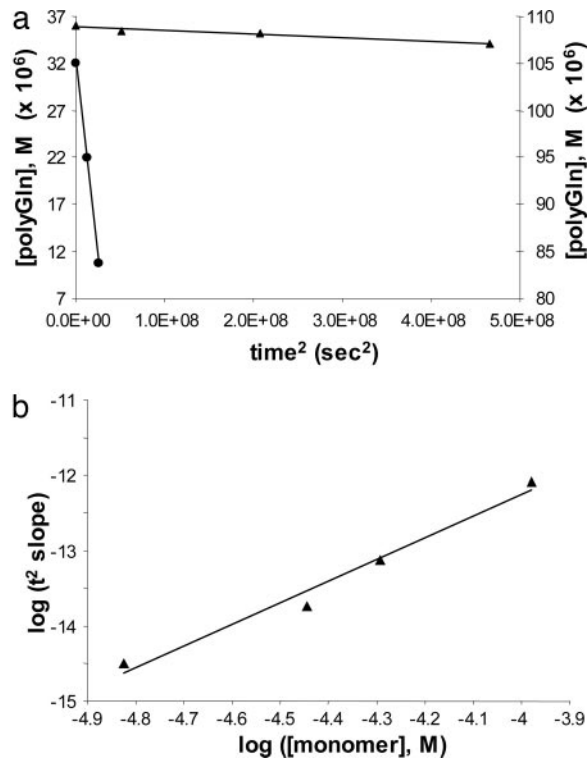 a
37
32
27
22
17
12
7
[polyGln], M (x 10⁶)
110
105
100
95
90
85
80
[polyGln], M (x 10⁶)
0.0E+00 1.0E+08 2.0E+08 3.0E+08 4.0E+08 5.0E+08
time² (sec²)
b
-11
-12
-13
-14
-15
log (t² slope)
-4.9 -4.8 -4.7 -4.6 -4.5 -4.4 -4.3 -4.2 -4.1 -4 -3.9
log ([monomer], M)